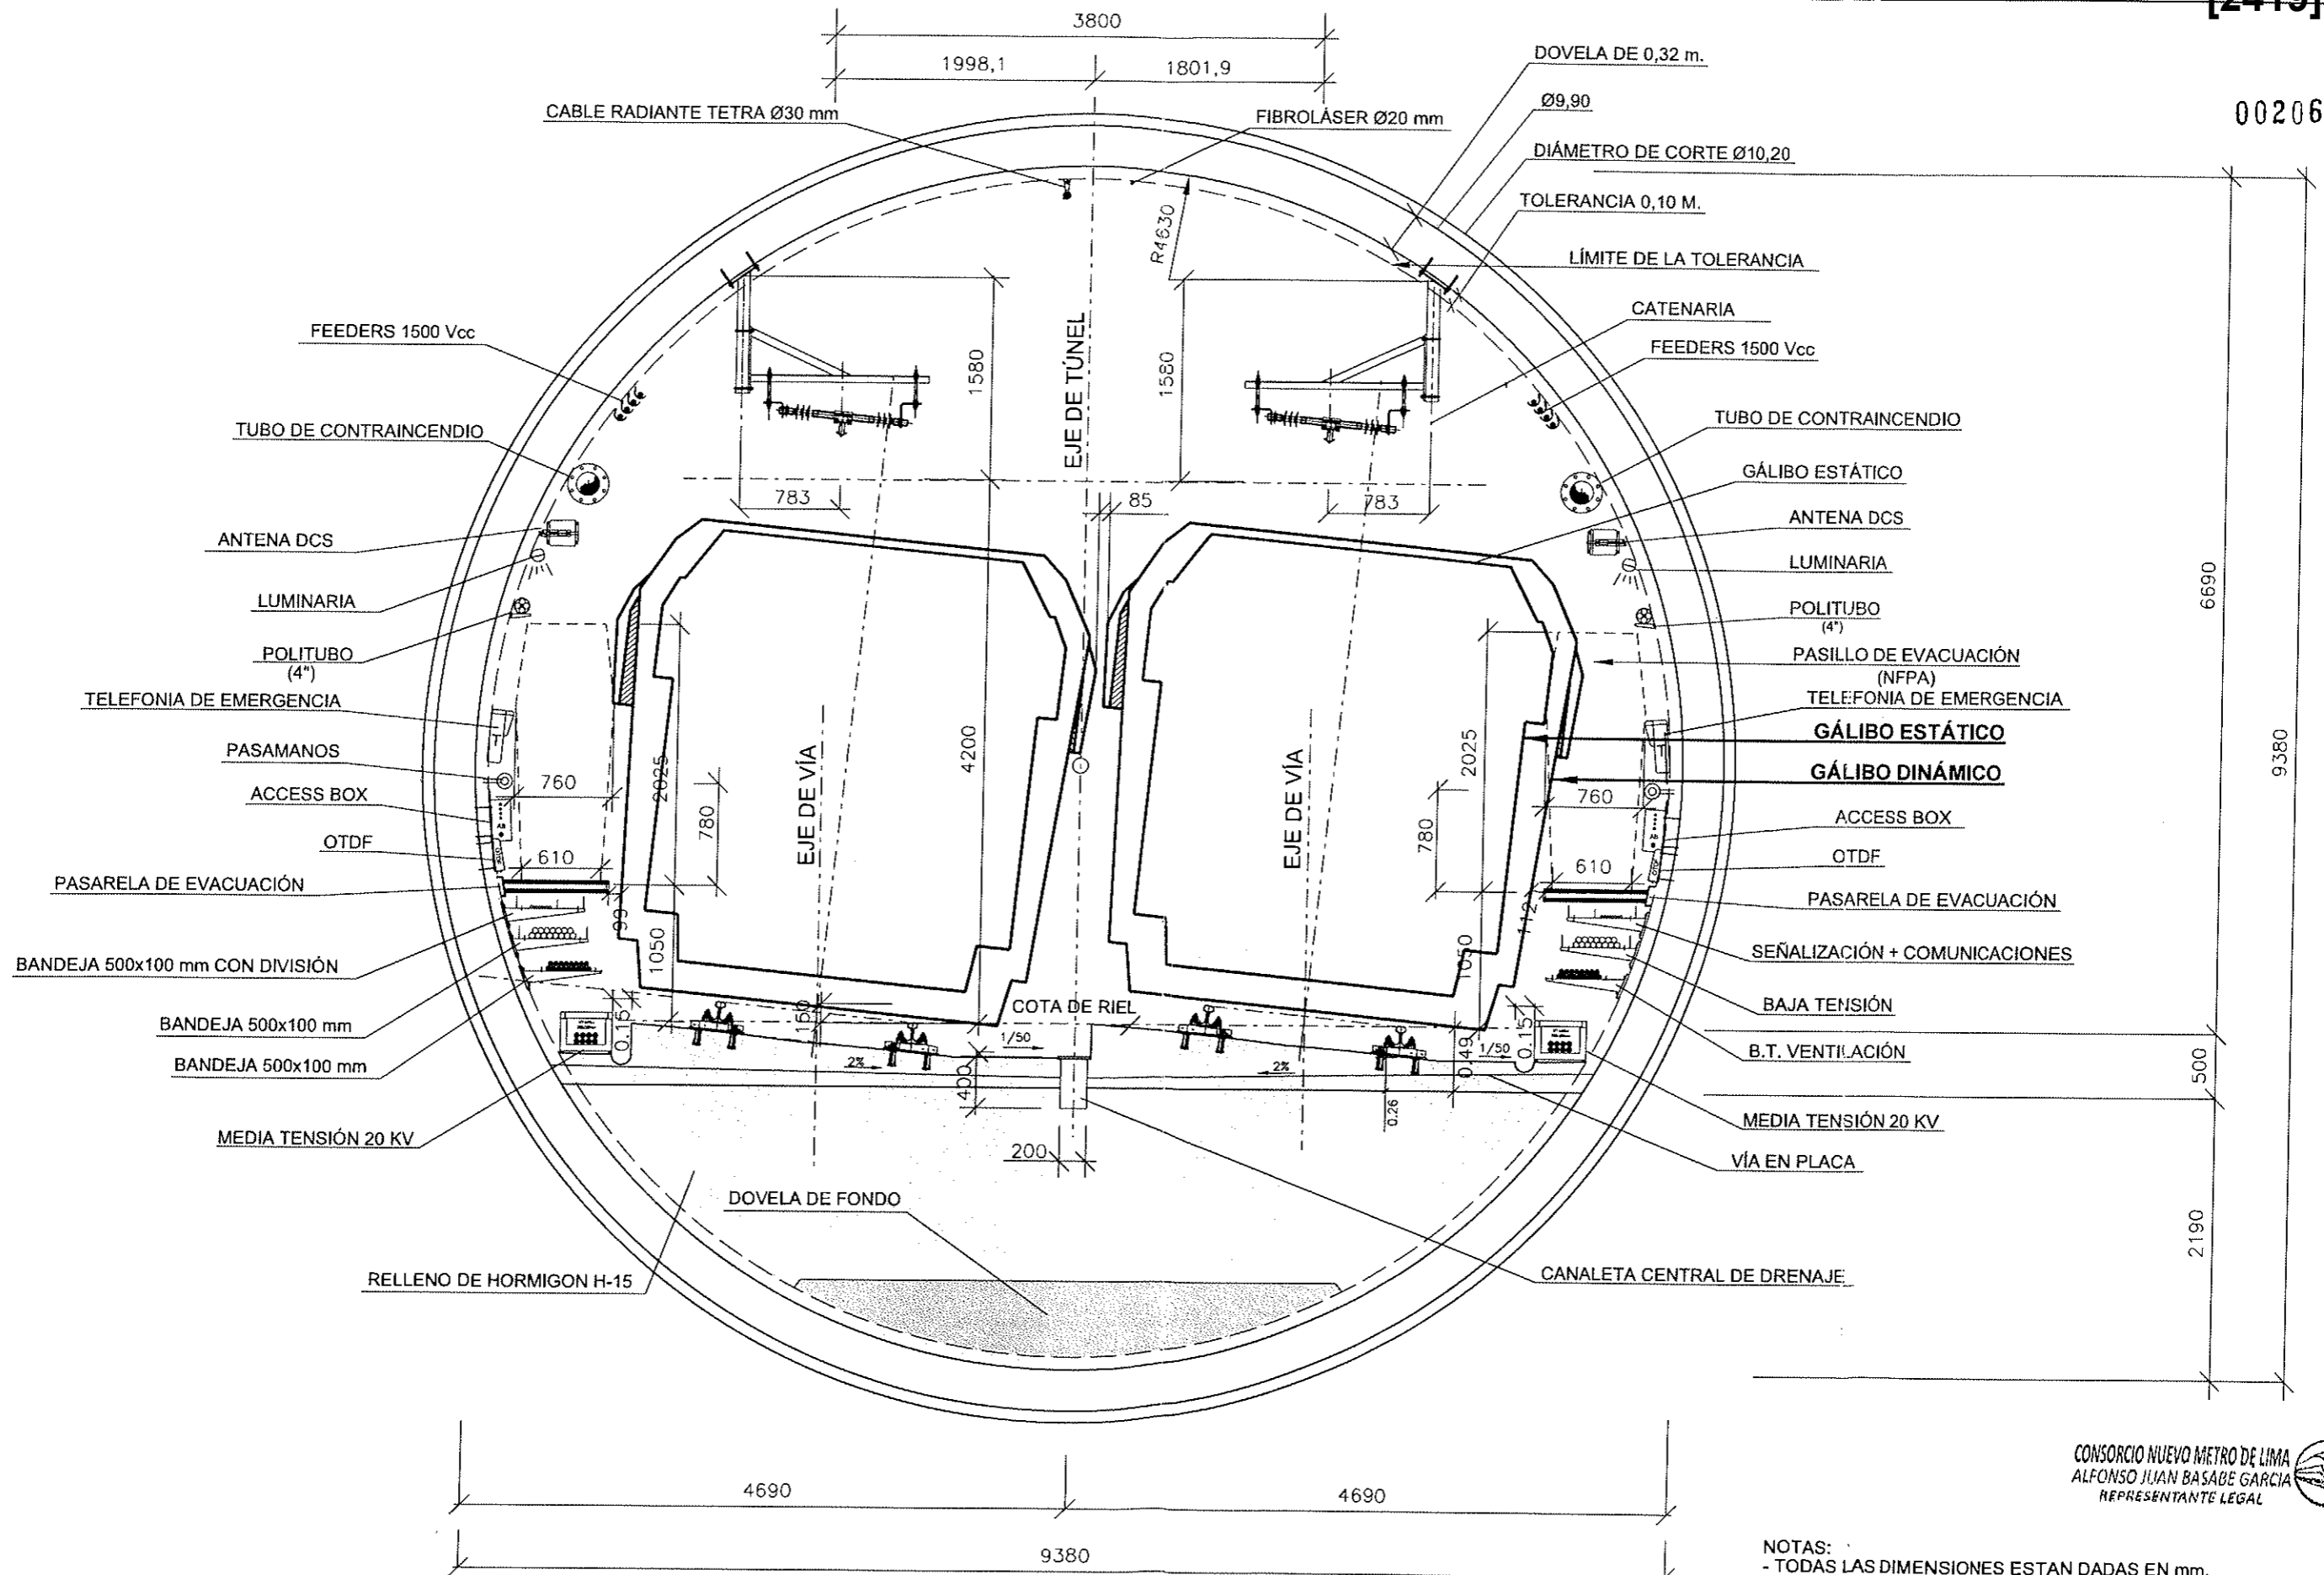 [2415]
00206
3800
1998,1
1801,9
DOVELA DE 0,32 m.
Ø9,90
CABLE RADIANTE TETRA Ø30 mm
FIBROLÁSER Ø20 mm
DIÁMETRO DE CORTE Ø10,20
TOLERANCIA 0,10 M.
R4630
LÍMITE DE LA TOLERANCIA
CATENARIA
FEEDERS 1500 Vcc
FEEDERS 1500 Vcc
1580
EJE DE TÚNEL
1580
TUBO DE CONTRAINCENDIO
TUBO DE CONTRAINCENDIO
GÁLIBO ESTÁTICO
783
85
783
ANTENA DCS
ANTENA DCS
LUMINARIA
LUMINARIA
6690
POLITUBO
(4")
POLITUBO
(4")
PASILLO DE EVACUACIÓN
(NFPA)
TELEFONIA DE EMERGENCIA
TELEFONIA DE EMERGENCIA
T
T
GÁLIBO ESTÁTICO
PASAMANOS
2025
4200
2025
9380
GÁLIBO DINÁMICO
760
760
ACCESS BOX
ACCESS BOX
EJE DE VÍA
EJE DE VÍA
780
780
AB
AB
OTDF
OTDF
OTDF
OTDF
610
610
PASARELA DE EVACUACIÓN
PASARELA DE EVACUACIÓN
99
112
1050
1050
BANDEJA 500x100 mm CON DIVISIÓN
SEÑALIZACIÓN + COMUNICACIONES
BAJA TENSIÓN
BANDEJA 500x100 mm
COTA DE RIEL
150
0.15
0.15
1/50
1/50
0.49
B.T. VENTILACIÓN
BANDEJA 500x100 mm
2%
2%
400
500
0.26
MEDIA TENSIÓN 20 KV
MEDIA TENSIÓN 20 KV
200
VÍA EN PLACA
DOVELA DE FONDO
2190
RELLENO DE HORMIGON H-15
CANALETA CENTRAL DE DRENAJE
4690
4690
9380
CONSORCIO NUEVO METRO DE LIMA
ALFONSO JUAN BASABE GARCIA
REPRESENTANTE LEGAL
NOTAS:
- TODAS LAS DIMENSIONES ESTAN DADAS EN mm.